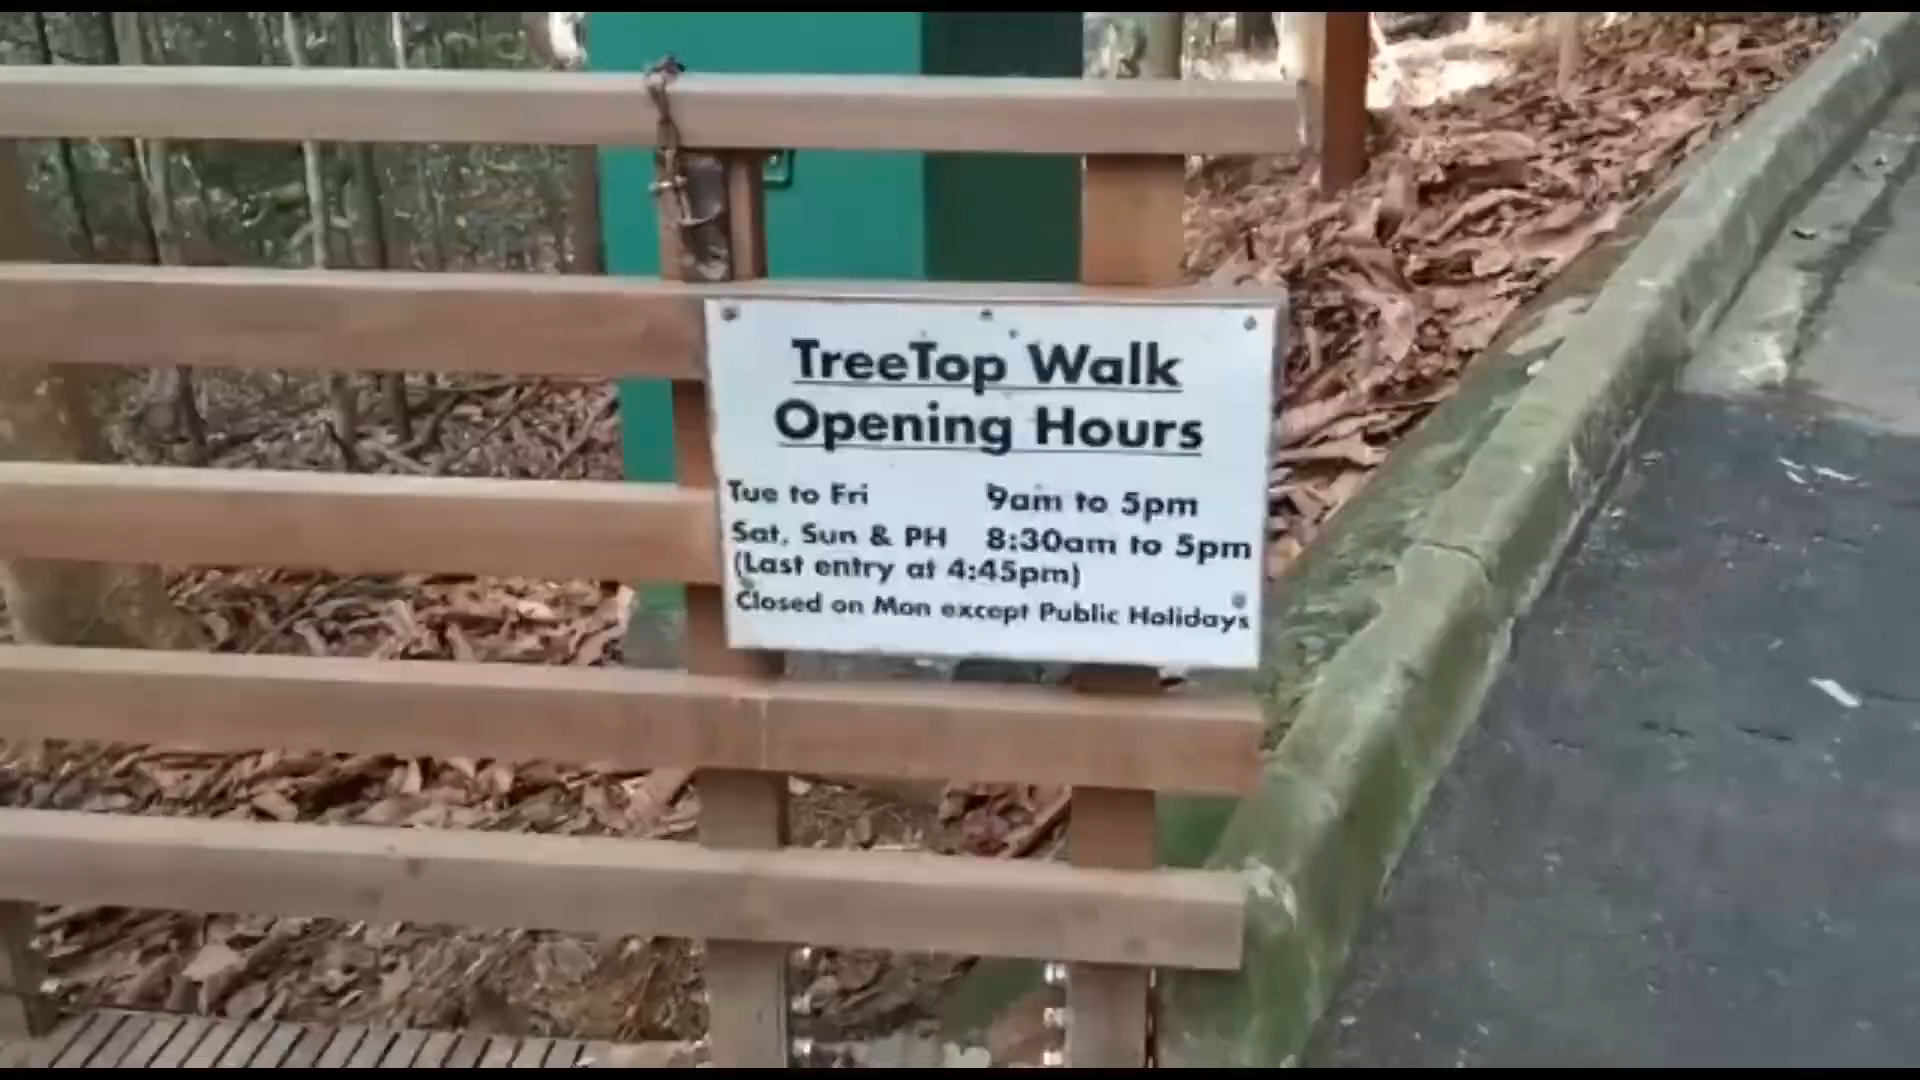 TreeTop Walk
Opening Hours
Tue to Fri 9am to 5pm
Sat, Sun & PH 8:30am to 5pm
(Last entry at 4:45pm)
Closed on Mon except Public Holidays